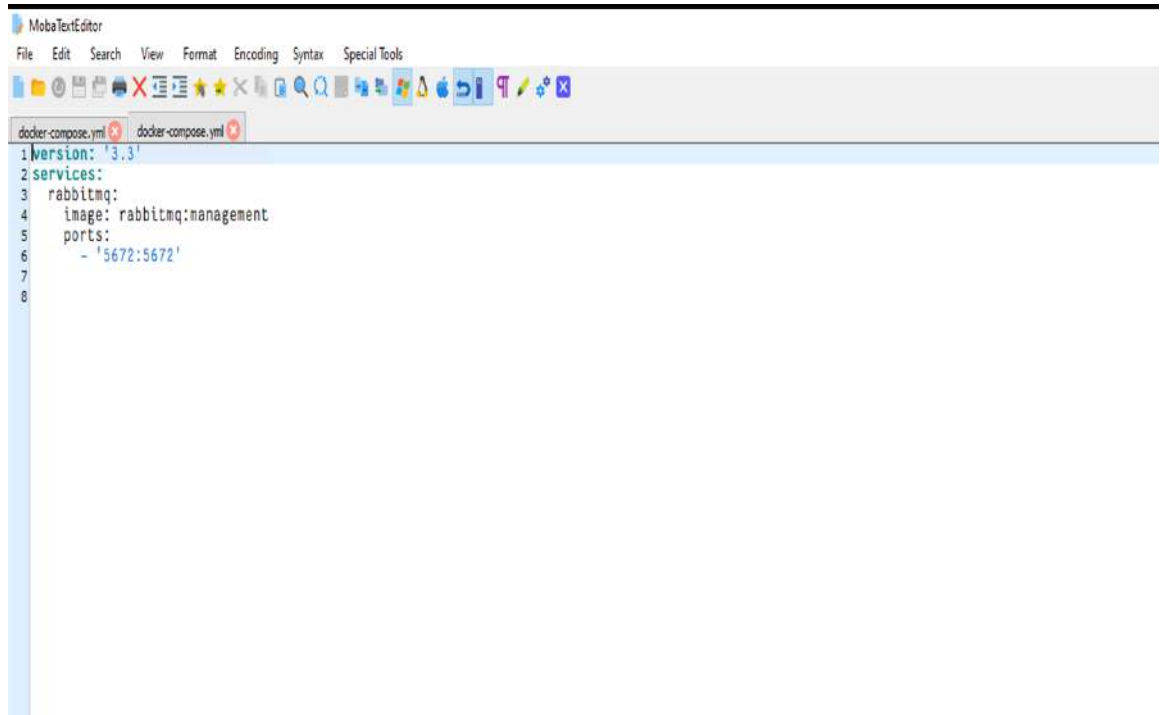 MobaTextEditor
File Edit Search View Format Encoding Syntax Special Tools
docker-compose.yml docker-compose.yml
1 version: '3.3'
2 services:
3 rabbitmq:
4 image: rabbitmq:management
5 ports:
6 - '5672:5672'
7
8